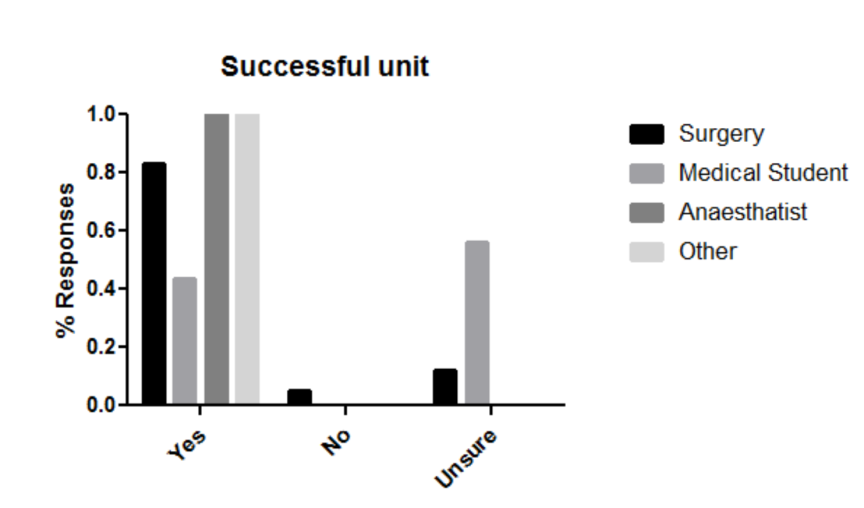 Successful unit
1.0
0.8
0.6
0.4
0.2
0.0
% Responses
Yes
No
Unsure
Surgery
Medical Student
Anaesthatist
Other